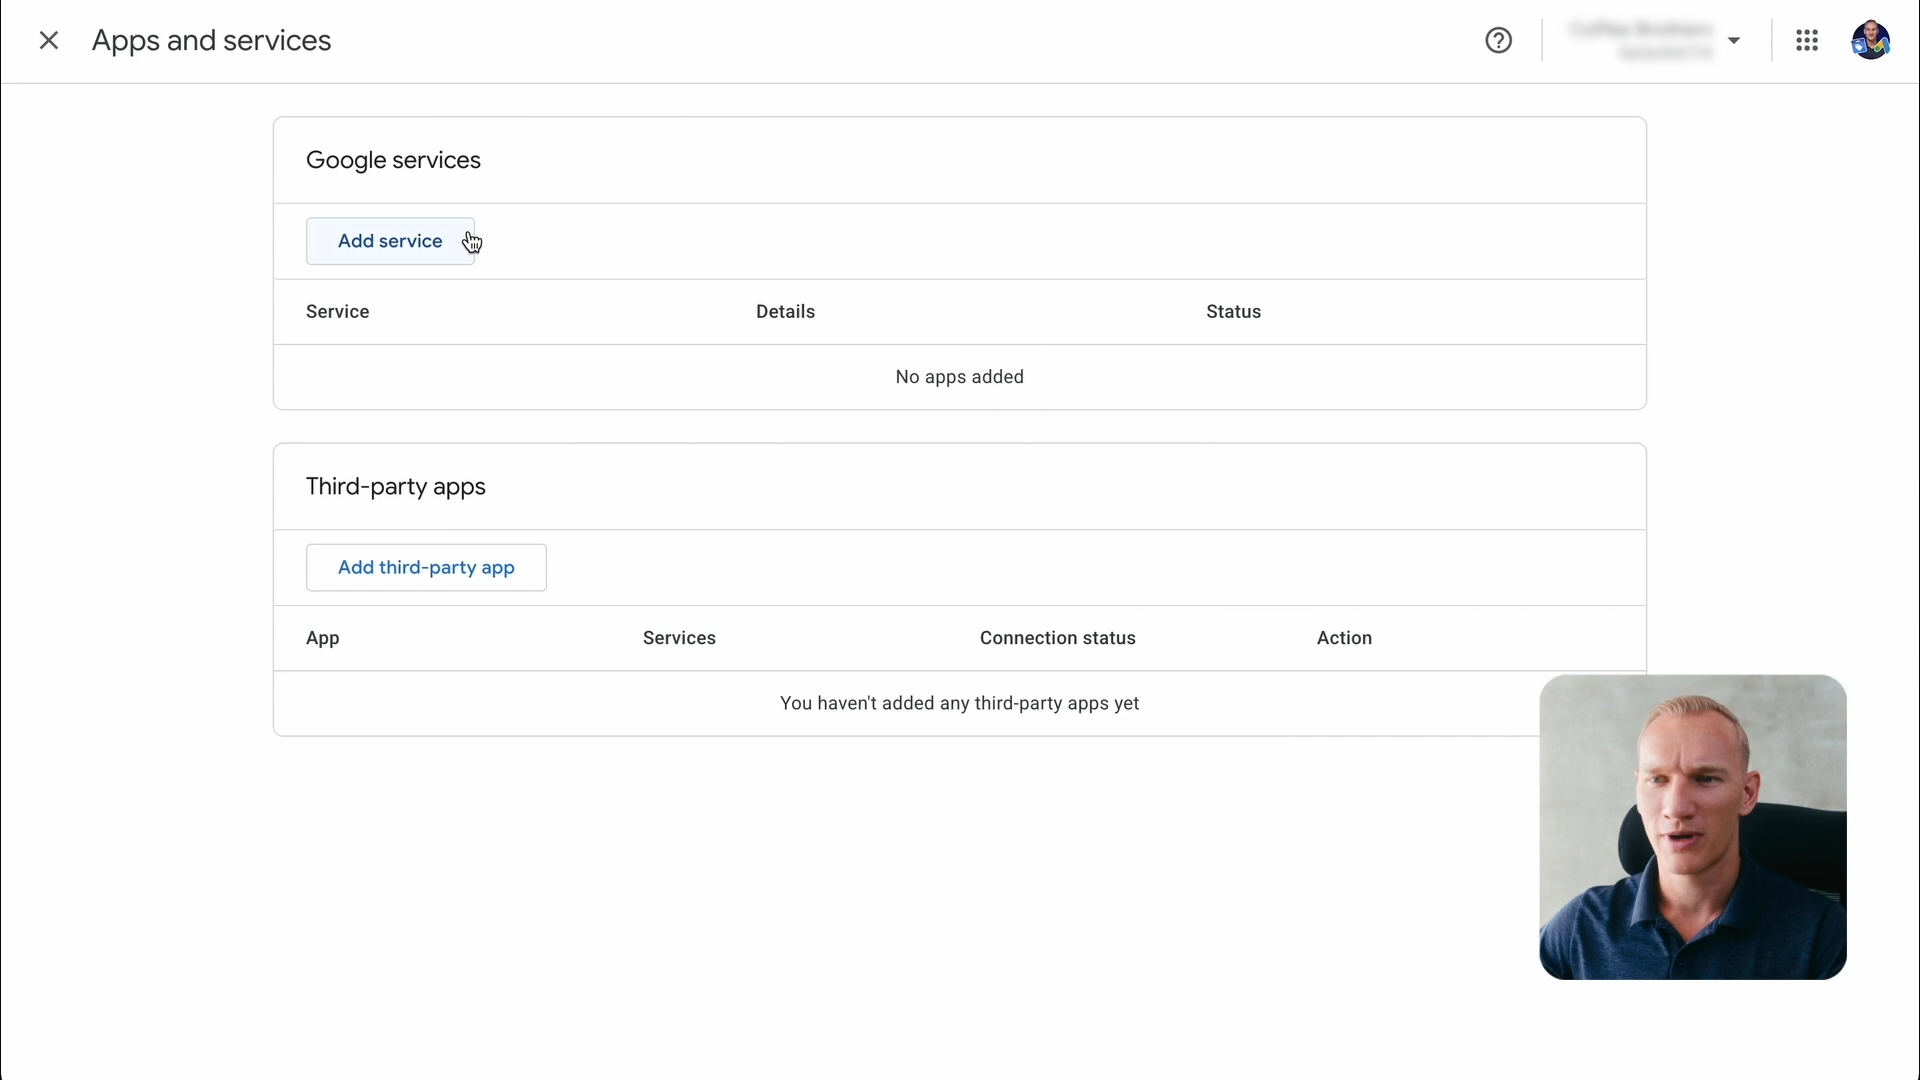 Apps and services
Google services
Add service
Service Details Status
No apps added
Third-party apps
Add third-party app
App Services Connection status Action
You haven't added any third-party apps yet